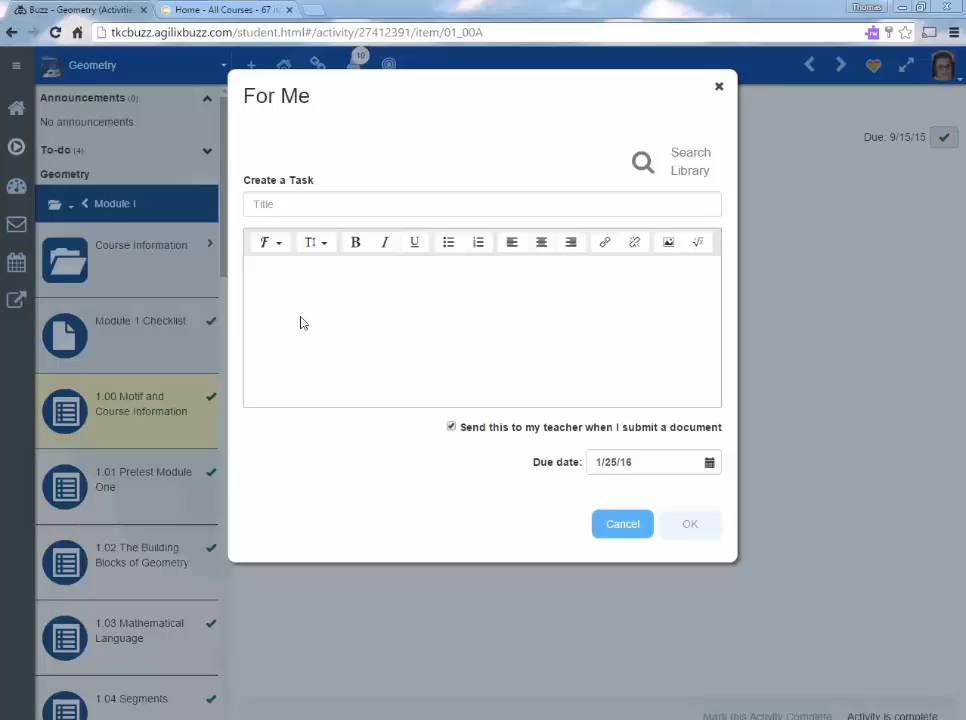 Buzz - Geometry (Activitie
Home - All Courses - 67 it
Thomas
tkcbuzz.agilixbuzz.com/student.html#/activity/27412391/item/01_00A
Geometry
10
Announcements (0)
No announcements.
To-do (4)
Geometry
Module I
Course Information
Module 1 Checklist
1.00 Motif and
Course Information
1.01 Pretest Module
One
1.02 The Building
Blocks of Geometry
1.03 Mathematical
Language
1.04 Segments
For Me
Search
Library
Create a Task
Title
B I U
Send this to my teacher when I submit a document
Due date: 1/25/16
Cancel OK
Due: 9/15/15
Mark this Activity Complete Activity is complete